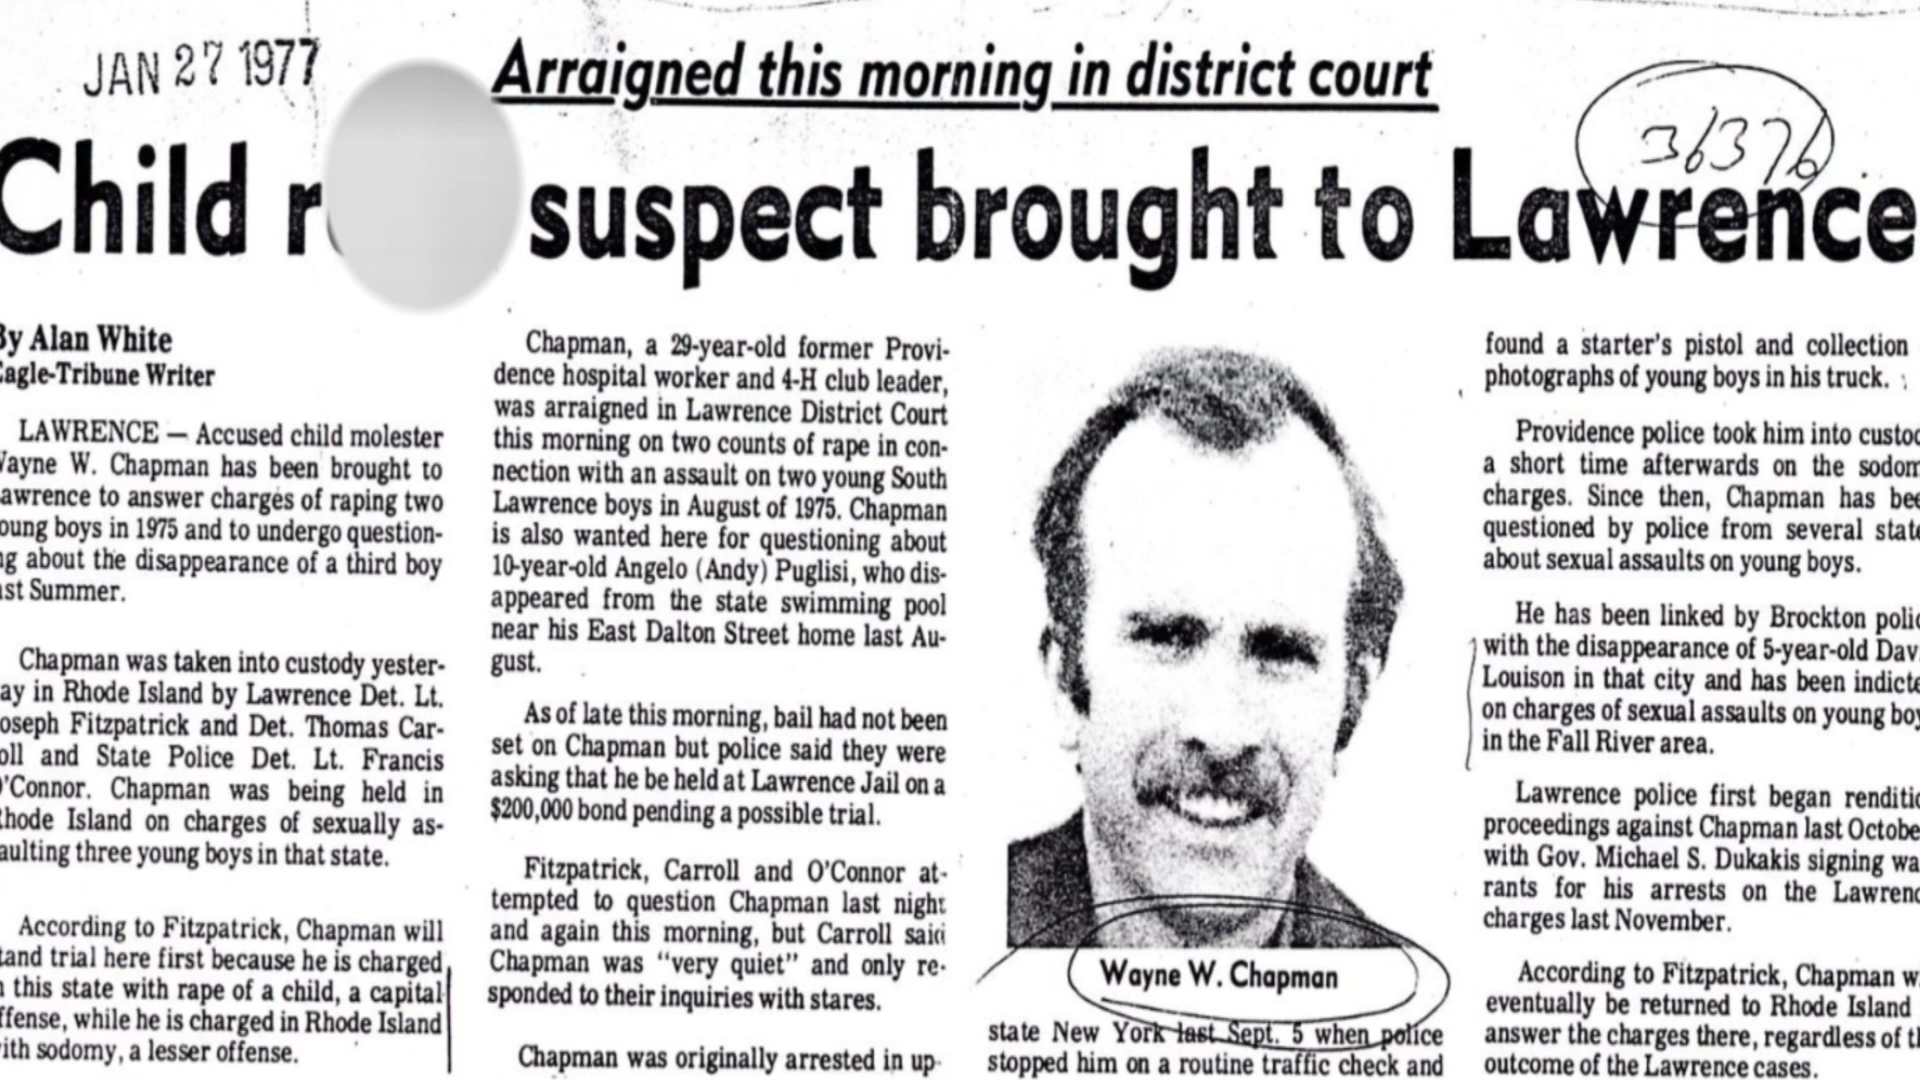 JAN 27 1977
Arraigned this morning in district court
36376
Child suspect brought to Lawrence
By Alan White
Eagle-Tribune Writer
LAWRENCE — Accused child molester
Wayne W. Chapman has been brought to
Lawrence to answer charges of raping two
young boys in 1975 and to undergo question-
ing about the disappearance of a third boy
last Summer.
Chapman was taken into custody yester-
day in Rhode Island by Lawrence Det. Lt.
Joseph Fitzpatrick and Det. Thomas Car-
roll and State Police Det. Lt. Francis
O'Connor. Chapman was being held in
Rhode Island on charges of sexually as-
saulting three young boys in that state.
According to Fitzpatrick, Chapman will
stand trial here first because he is charged
in this state with rape of a child, a capital
offense, while he is charged in Rhode Island
with sodomy, a lesser offense.
Chapman, a 29-year-old former Provi-
dence hospital worker and 4-H club leader,
was arraigned in Lawrence District Court
this morning on two counts of rape in con-
nection with an assault on two young South
Lawrence boys in August of 1975. Chapman
is also wanted here for questioning about
10-year-old Angelo (Andy) Puglisi, who dis-
appeared from the state swimming pool
near his East Dalton Street home last Au-
gust.
As of late this morning, bail had not been
set on Chapman but police said they were
asking that he be held at Lawrence Jail on a
$200,000 bond pending a possible trial.
Fitzpatrick, Carroll and O'Connor at-
tempted to question Chapman last night
and again this morning, but Carroll said
Chapman was "very quiet" and only re-
sponded to their inquiries with stares.
Chapman was originally arrested in up-
Wayne W. Chapman
state New York last Sept. 5 when police
stopped him on a routine traffic check and
found a starter's pistol and collection
photographs of young boys in his truck.
Providence police took him into custody
a short time afterwards on the sodomy
charges. Since then, Chapman has been
questioned by police from several states
about sexual assaults on young boys.
He has been linked by Brockton police
with the disappearance of 5-year-old David
Louison in that city and has been indicted
on charges of sexual assaults on young boys
in the Fall River area.
Lawrence police first began rendition
proceedings against Chapman last October
with Gov. Michael S. Dukakis signing war-
rants for his arrests on the Lawrence
charges last November.
According to Fitzpatrick, Chapman will
eventually be returned to Rhode Island
answer the charges there, regardless of the
outcome of the Lawrence cases.